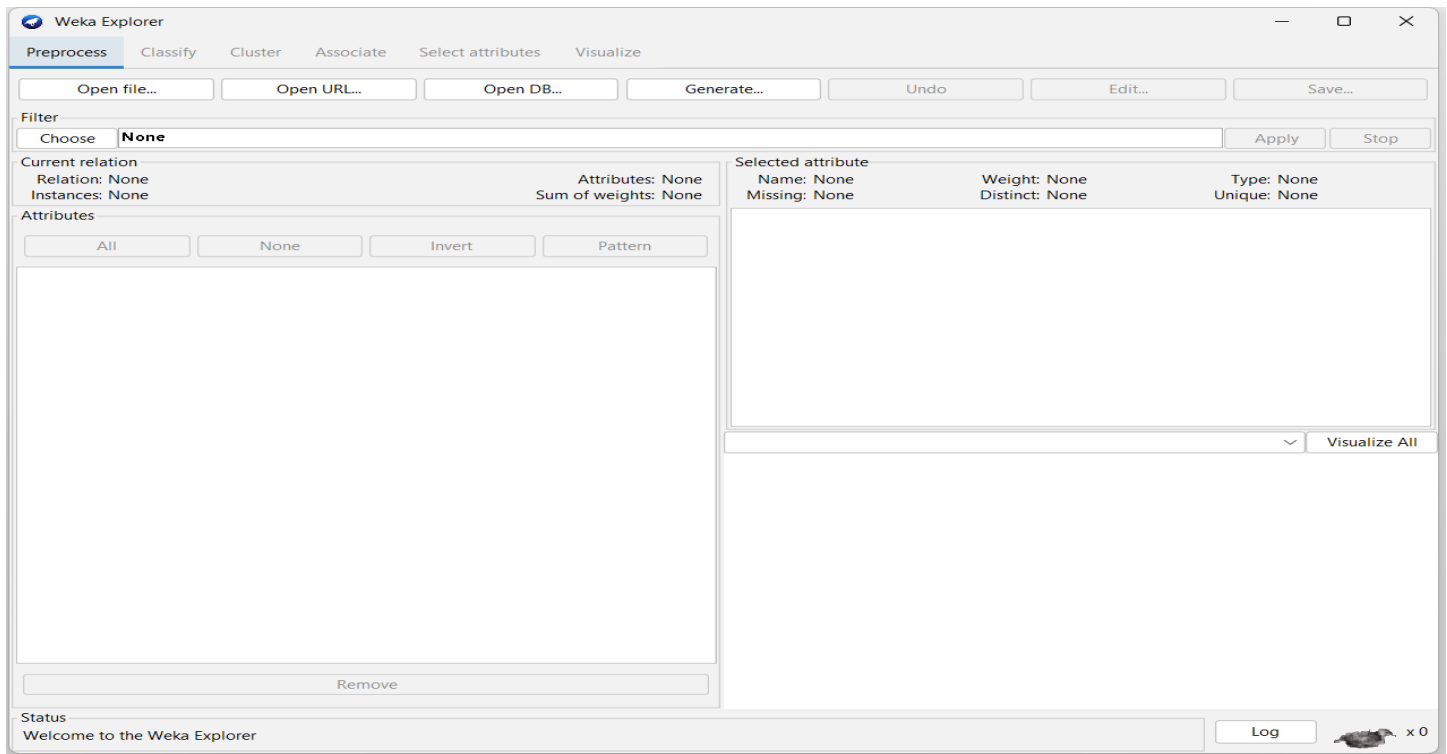 Weka Explorer
Preprocess Classify Cluster Associate Select attributes Visualize
Open file... Open URL... Open DB... Generate... Undo Edit... Save...
Filter
Choose None Apply Stop
Current relation
Relation: None Attributes: None
Instances: None Sum of weights: None
Attributes
All None Invert Pattern
Remove
Selected attribute
Name: None Weight: None Type: None
Missing: None Distinct: None Unique: None
Visualize All
Status
Welcome to the Weka Explorer
Log x 0